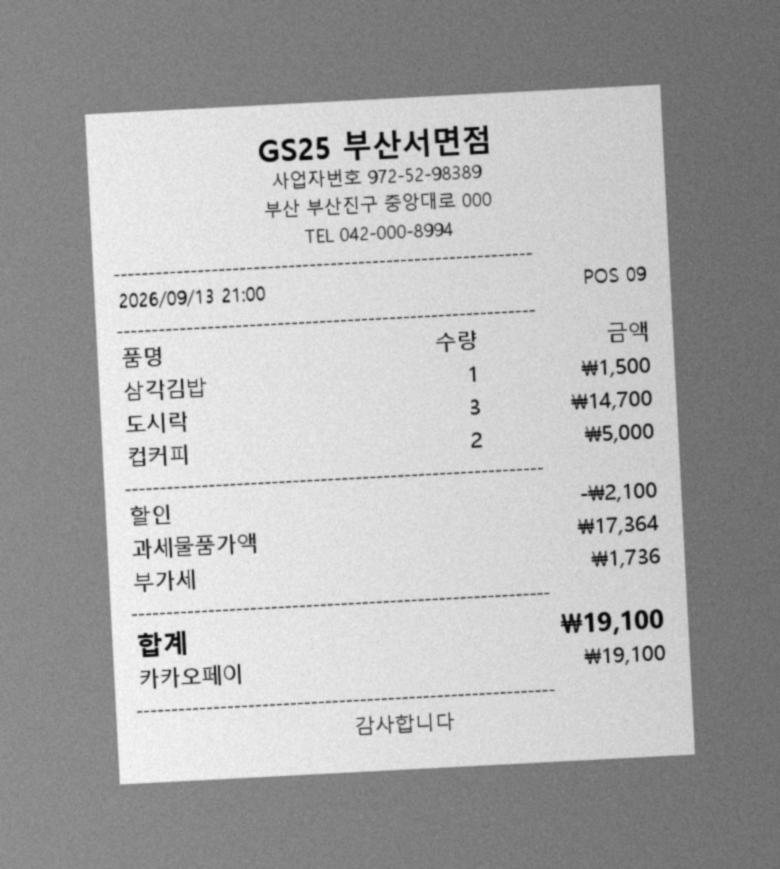 GS25 부산서면점
사업자번호 972-52-98389
부산 부산진구 중앙대로 000
TEL 042-000-8994
2026/09/13 21:00 POS 09
품명 수량 금액
삼각김밥 1 ₩1,500
도시락 3 ₩14,700
컵커피 2 ₩5,000
할인 -₩2,100
과세물품가액 ₩17,364
부가세 ₩1,736
합계 ₩19,100
카카오페이 ₩19,100
감사합니다